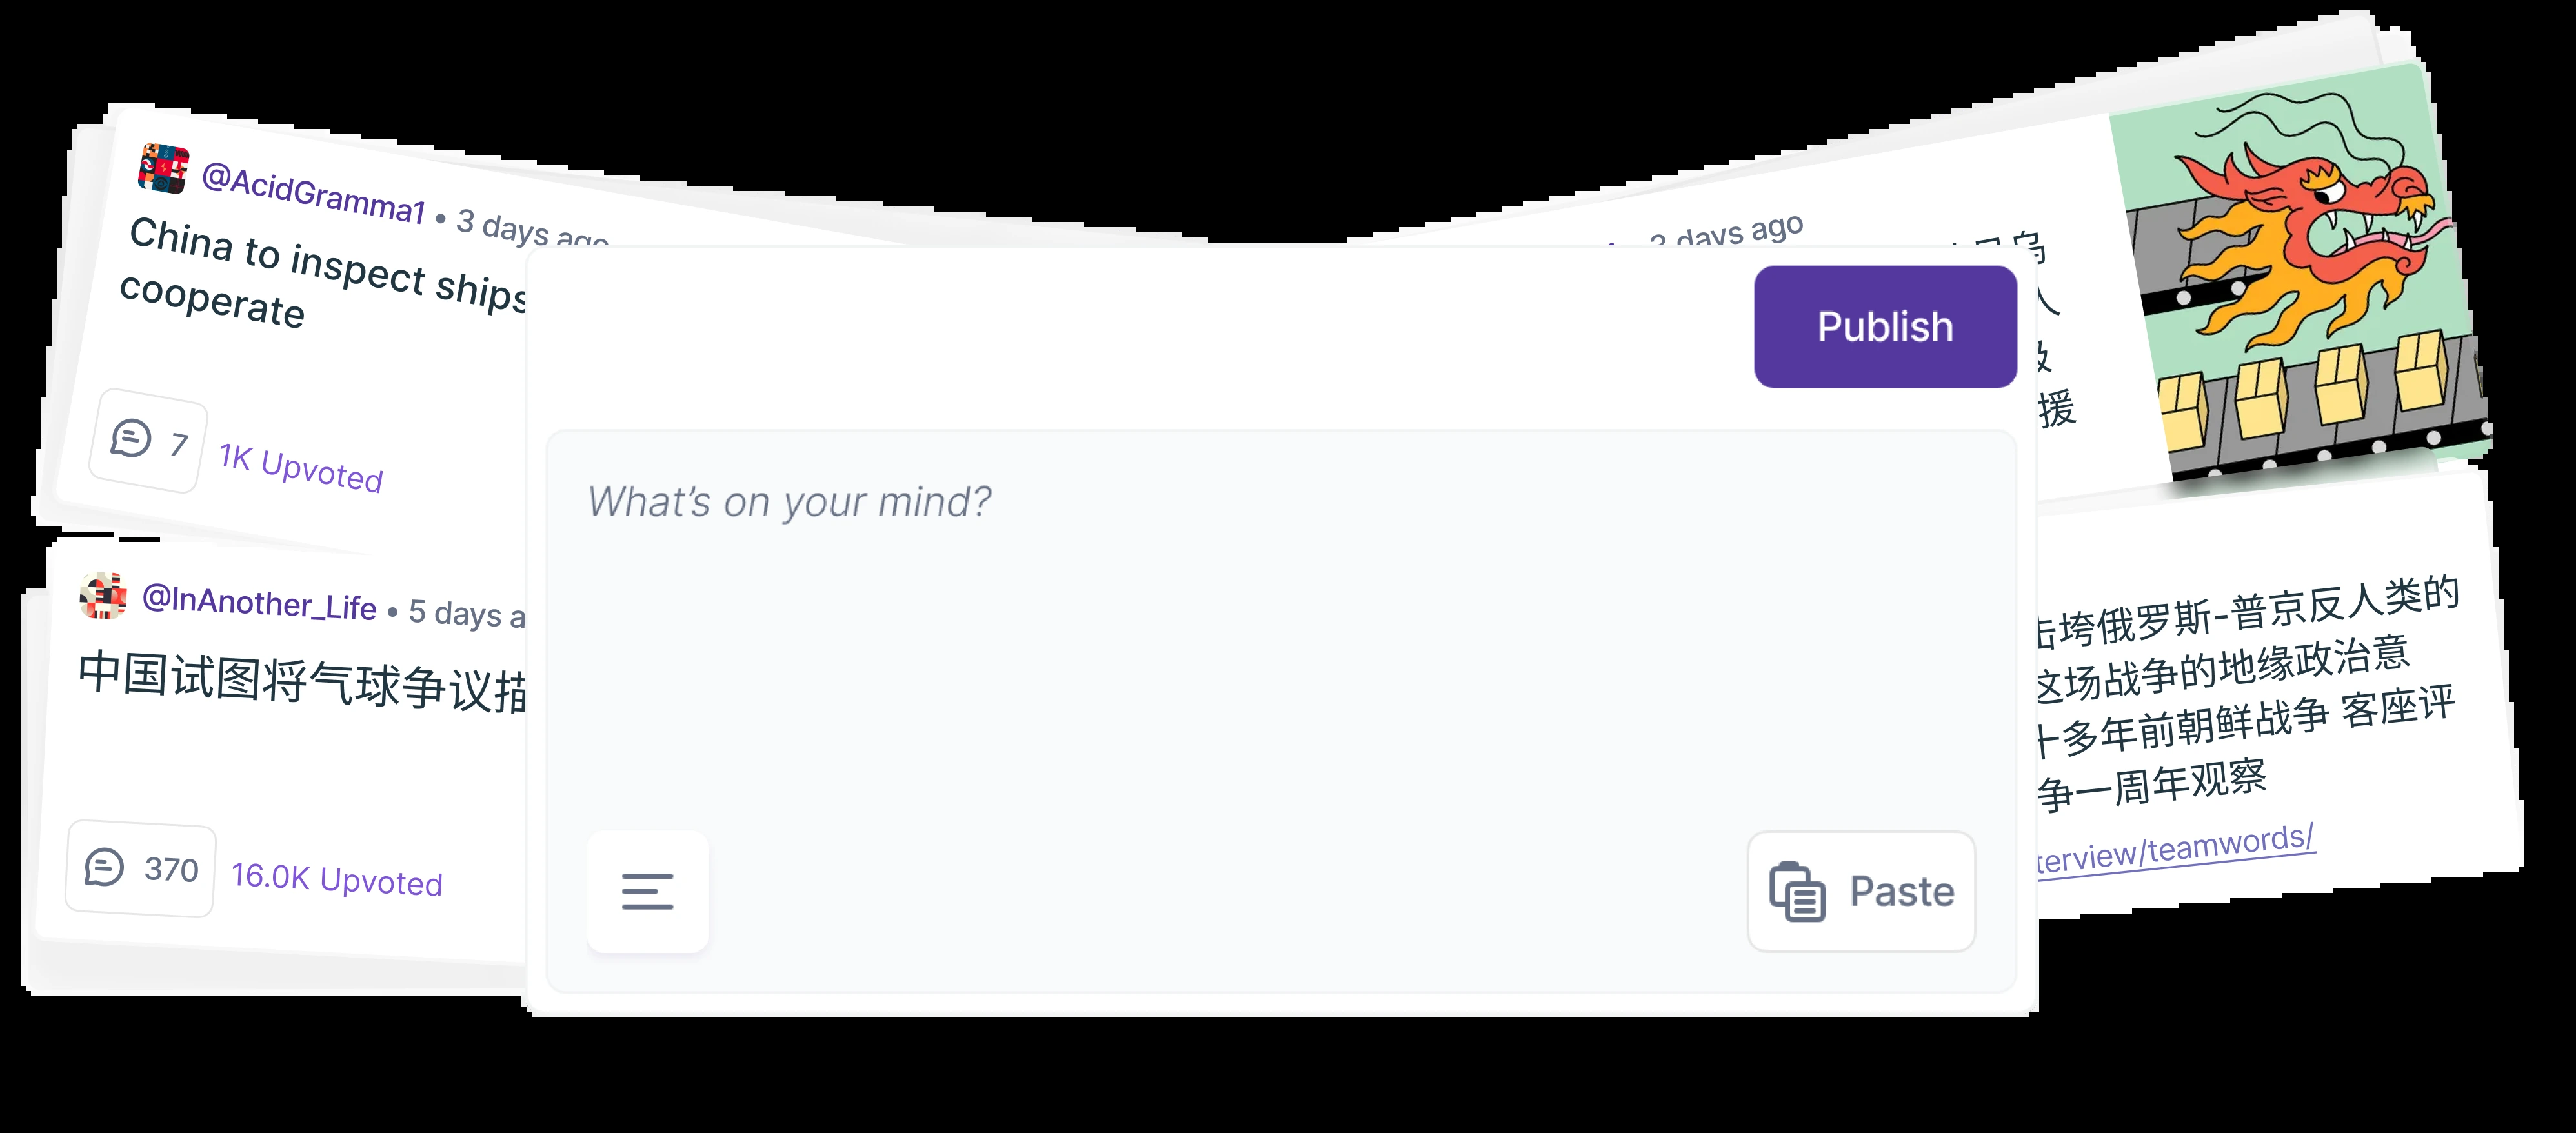 @AcidGramma1 • 3 days ago
China to inspect ships
cooperate
7
1K Upvoted
@InAnother_Life • 5 days a
中国试图将气球争议描
370
16.0K Upvoted
3 days ago
人
援
Publish
What's on your mind?
Paste
击垮俄罗斯-普京反人类的
这场战争的地缘政治意
十多年前朝鲜战争 客座评
争一周年观察
terview/teamwords/